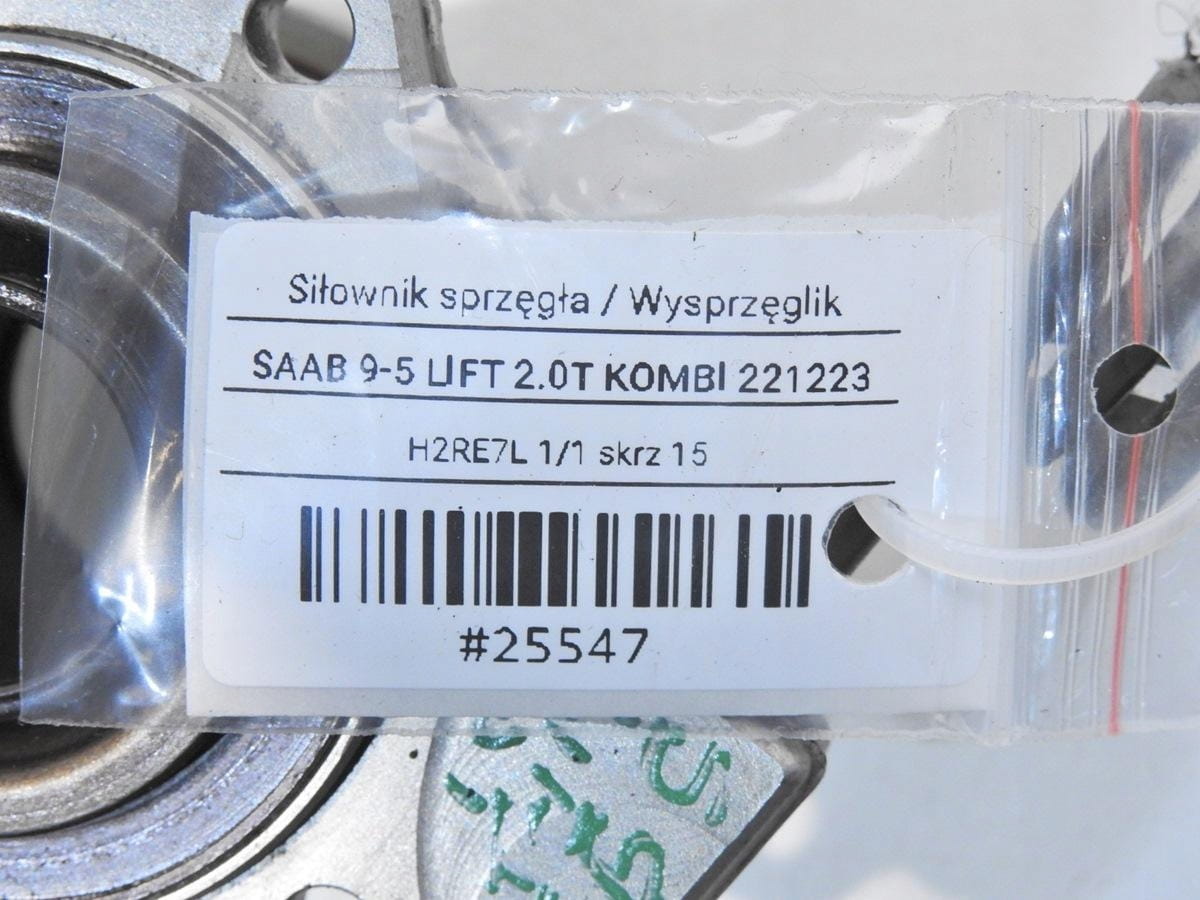 Siłownik sprzęgła / Wysprzęglik
SAAB 9-5 LIFT 2.0T KOMBI 221223
H2RE7L 1/1 skrz 15
#25547